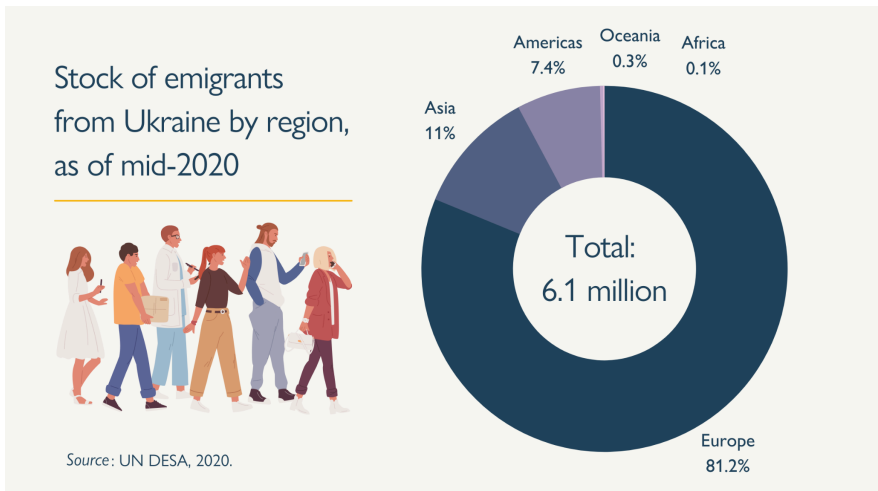 Stock of emigrants
from Ukraine by region,
as of mid-2020
Source: UN DESA, 2020.
Asia
11%
Americas
7.4%
Oceania
0.3%
Africa
0.1%
Total:
6.1 million
Europe
81.2%